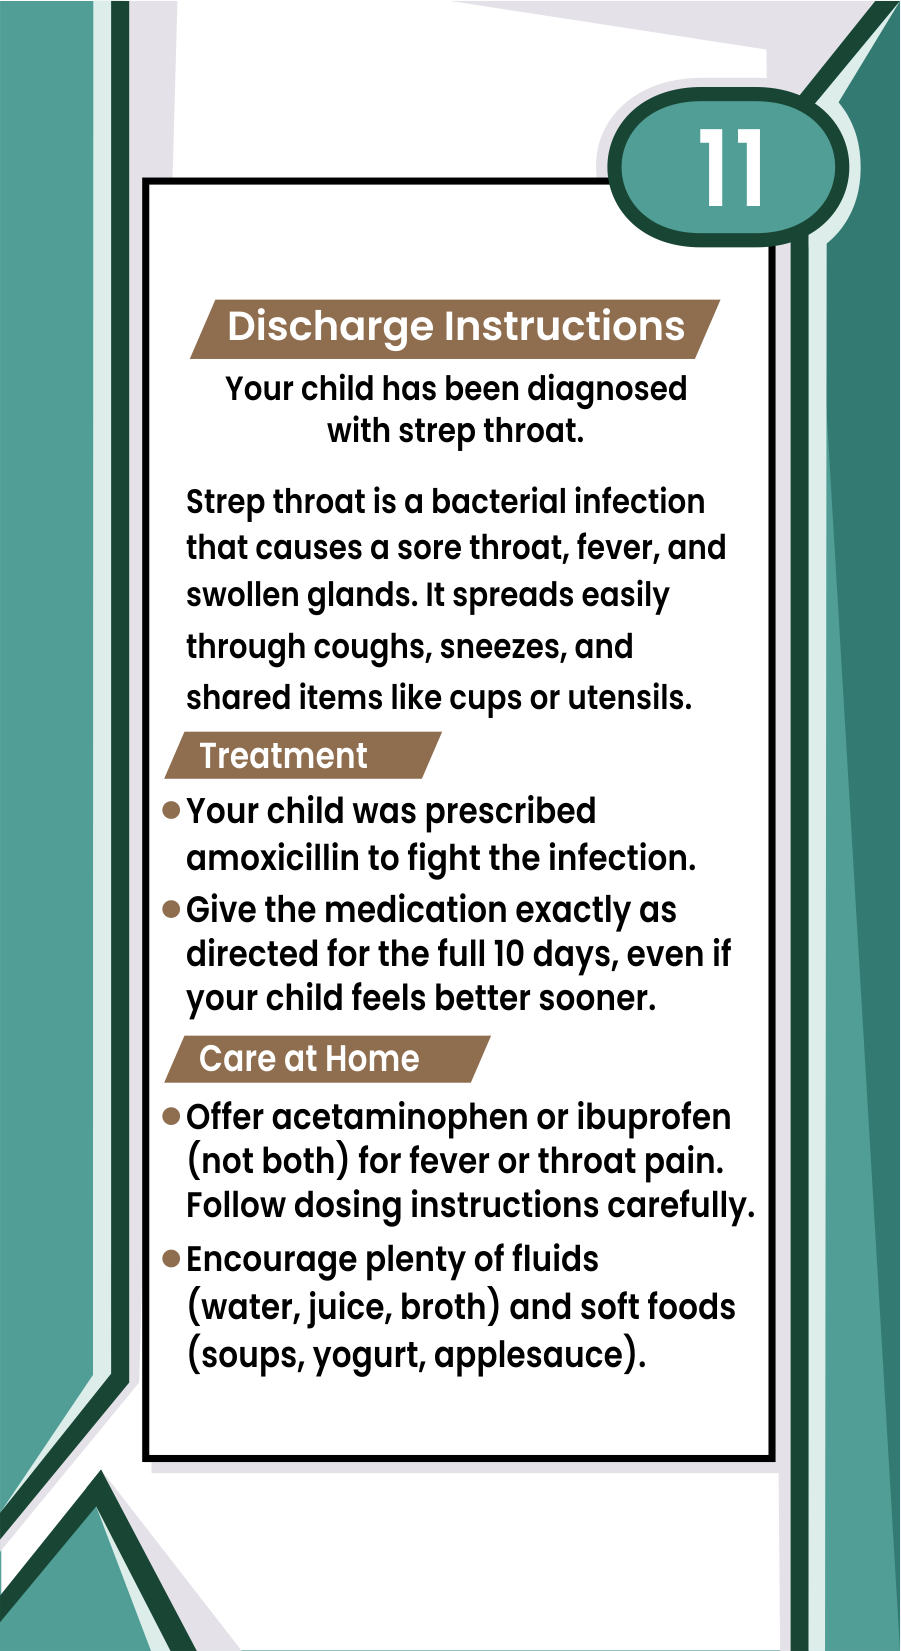 11
Discharge Instructions
Your child has been diagnosed
with strep throat.
Strep throat is a bacterial infection
that causes a sore throat, fever, and
swollen glands. It spreads easily
through coughs, sneezes, and
shared items like cups or utensils.
Treatment
• Your child was prescribed
amoxicillin to fight the infection.
• Give the medication exactly as
directed for the full 10 days, even if
your child feels better sooner.
Care at Home
• Offer acetaminophen or ibuprofen
(not both) for fever or throat pain.
Follow dosing instructions carefully.
• Encourage plenty of fluids
(water, juice, broth) and soft foods
(soups, yogurt, applesauce).